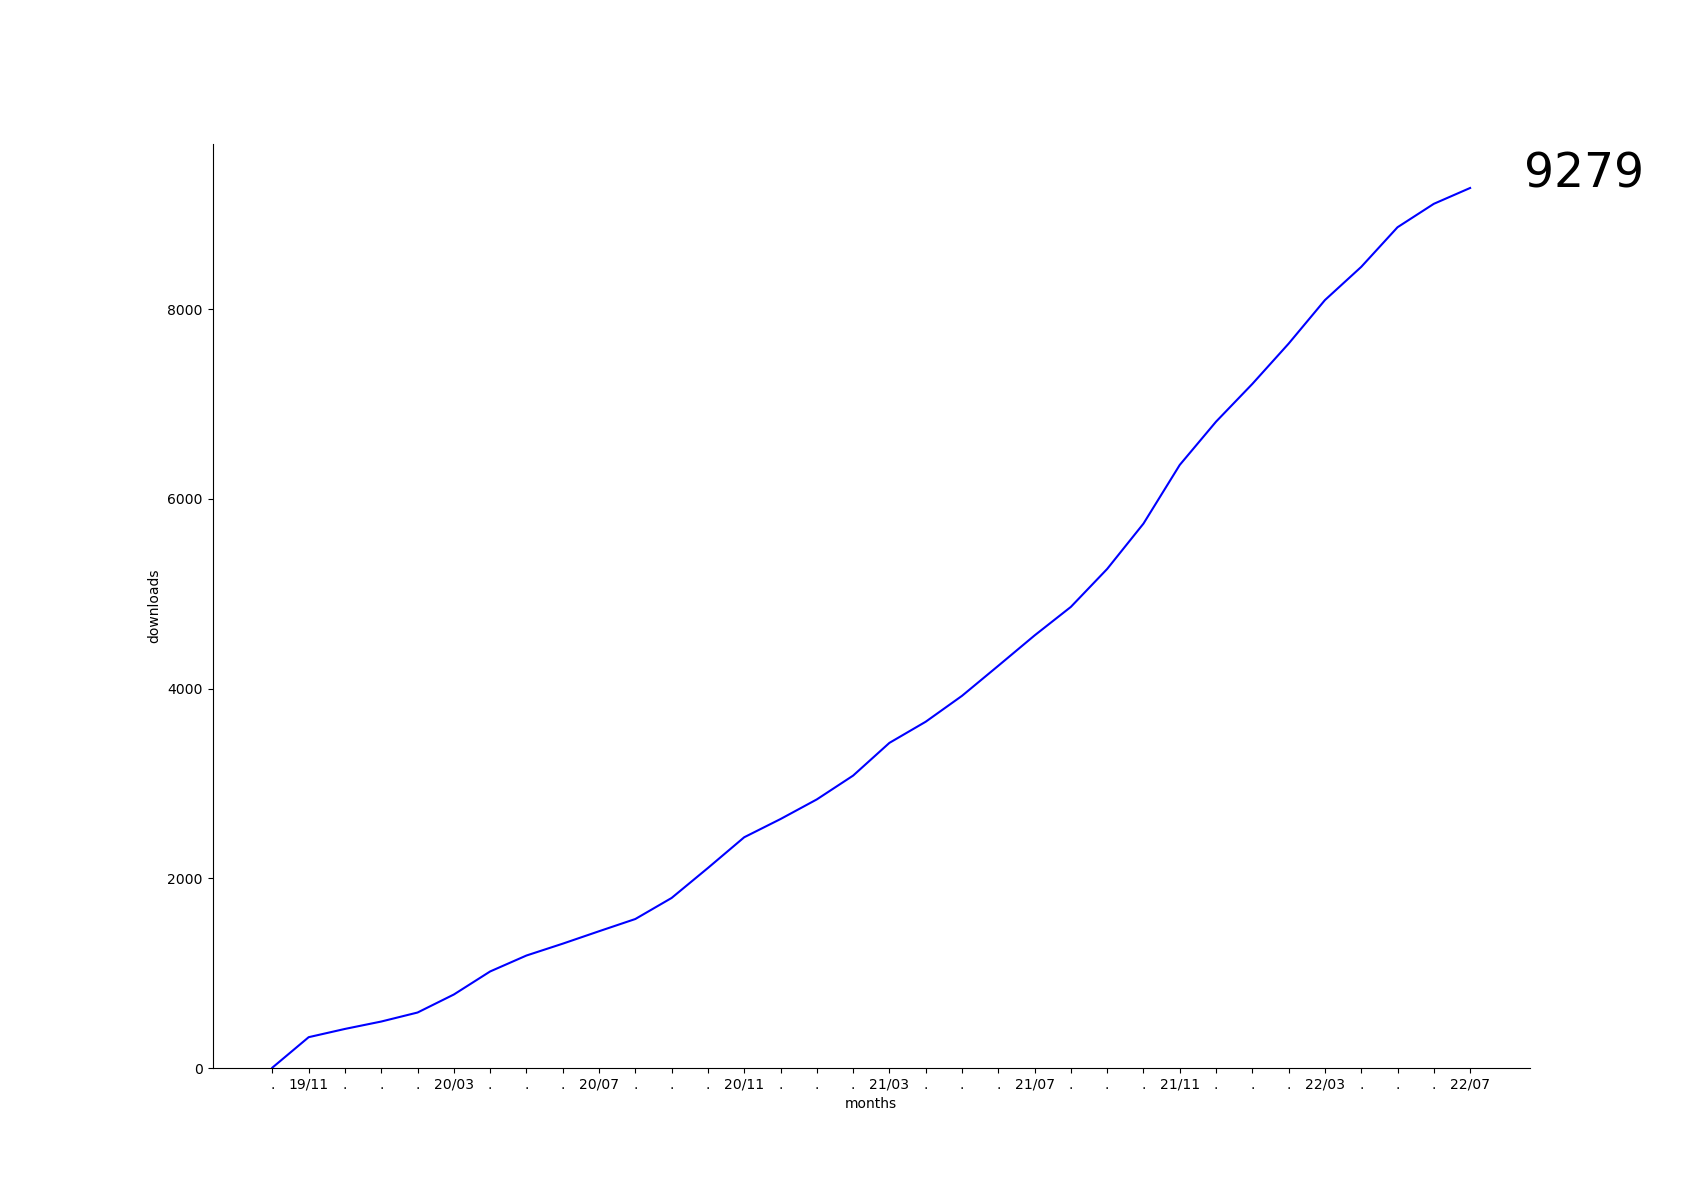 9279
8000
6000
4000
2000
0
downloads
. 19/11 . . . 20/03 . . . 20/07 . . . 20/11 . . . 21/03 . . . 21/07 . . . 21/11 . . . 22/03 . . . 22/07
months